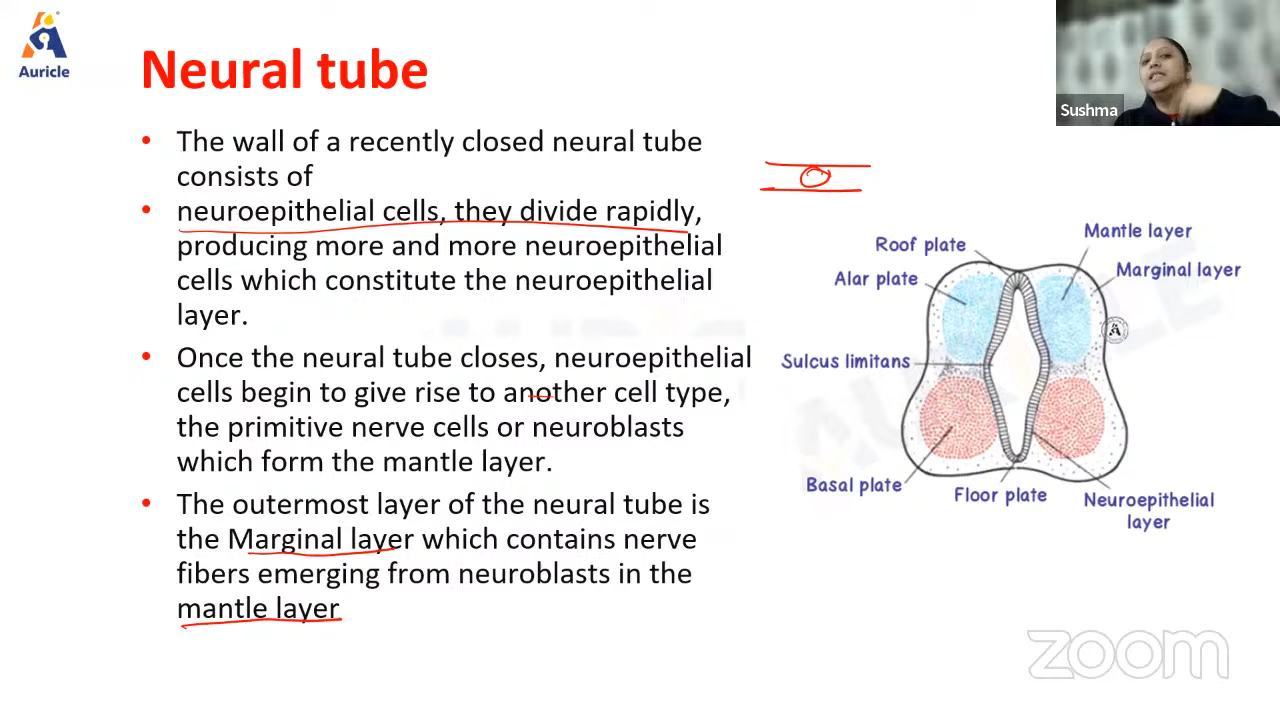 Auricle
Neural tube
Sushma
• The wall of a recently closed neural tube
consists of
• neuroepithelial cells, they divide rapidly,
producing more and more neuroepithelial
cells which constitute the neuroepithelial
layer.
• Once the neural tube closes, neuroepithelial
cells begin to give rise to another cell type,
the primitive nerve cells or neuroblasts
which form the mantle layer.
• The outermost layer of the neural tube is
the Marginal layer which contains nerve
fibers emerging from neuroblasts in the
mantle layer
Mantle layer
Roof plate
Marginal layer
Alar plate
Sulcus limitans
Basal plate
Floor plate
Neuroepithelial
layer
AURICLE
zoom